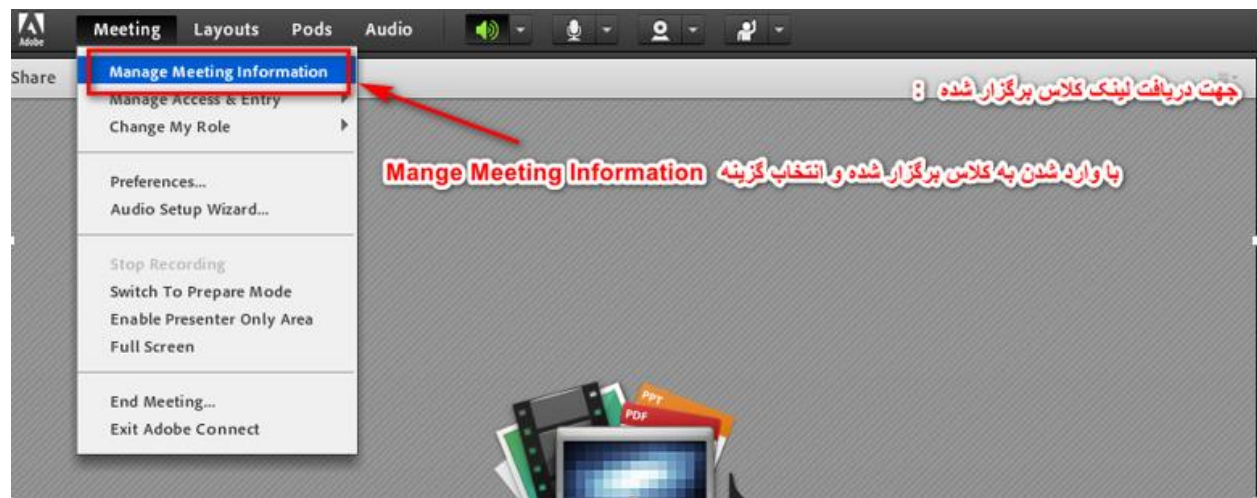 Adobe
Meeting Layouts Pods Audio
Share
Manage Meeting Information
Manage Access & Entry
Change My Role
Preferences...
Audio Setup Wizard...
Stop Recording
Switch To Prepare Mode
Enable Presenter Only Area
Full Screen
End Meeting...
Exit Adobe Connect
جهت دریافت لینک کلاس برگزار شده :
با وارد شدن به کلاس برگزار شده و انتخاب گزینه Mange Meeting Information
PPT
PDF